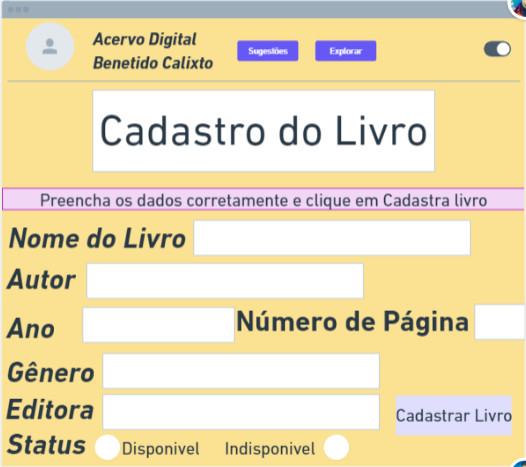 Acervo Digital
Benetido Calixto
Sugestões
Explorar
Cadastro do Livro
Preencha os dados corretamente e clique em Cadastra livro
Nome do Livro
Autor
Ano
Número de Página
Gênero
Editora
Cadastrar Livro
Status
Disponivel
Indisponivel